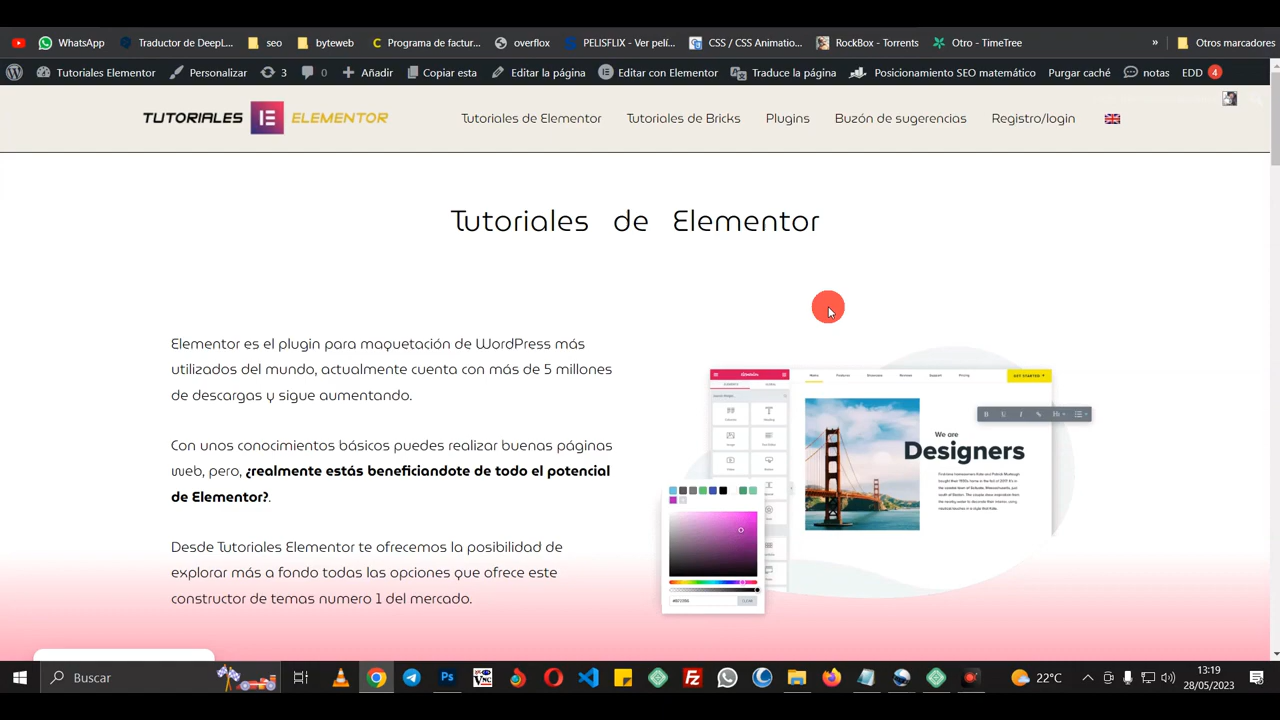 WhatsApp
Traductor de DeepL...
seo
byteweb
Programa de factur...
overflox
PELISFLIX - Ver pelí...
CSS / CSS Animatio...
RockBox - Torrents
Otro - TimeTree
»
Otros marcadores
Tutoriales Elementor
Personalizar
3
0
Añadir
Copiar esta
Editar la página
Editar con Elementor
Traduce la página
Posicionamiento SEO matemático
Purgar caché
notas
EDD 4
TUTORIALES ELEMENTOR
Tutoriales de Elementor
Tutoriales de Bricks
Plugins
Buzón de sugerencias
Registro/login
Tutoriales de Elementor
Elementor es el plugin para maquetación de WordPress más
utilizados del mundo, actualmente cuenta con más de 5 millones
de descargas y sigue aumentando.
Con unos conocimientos básicos puedes realizar buenas páginas
web, pero, ¿realmente estás beneficiandote de todo el potencial
de Elementor?.
Desde Tutoriales Elementor te ofrecemos la posibilidad de
explorar más a fondo todas las opciones que ofrece este
constructor de temas numero 1 del mercado.
GET STARTED
B U I
We are
Designers
CLEAR
Buscar
22°C
13:19
28/05/2023